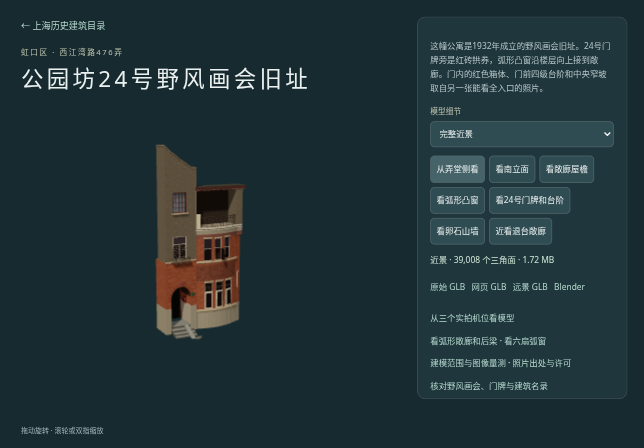 ← 上海历史建筑目录
虹口区 · 西江湾路476弄
公园坊24号野风画会旧址
拖动旋转 · 滚轮或双指缩放
这幢公寓是1932年成立的野风画会旧址。24号门
牌旁是红砖拱券，弧形凸窗沿楼层向上接到敞
廊。门内的红色箱体、门前四级台阶和中央窄坡
取自另一张能看全入口的照片。
模型细节
完整近景
从弄堂侧看
看南立面
看敞廊屋檐
看弧形凸窗
看24号门牌和台阶
看卵石山墙
近看退台敞廊
近景 · 39,008 个三角面 · 1.72 MB
原始 GLB 网页 GLB 远景 GLB Blender
从三个实拍机位看模型
看弧形敞廊和后梁 · 看六扇弧窗
建模范围与图像量测 · 照片出处与许可
核对野风画会、门牌与建筑名录